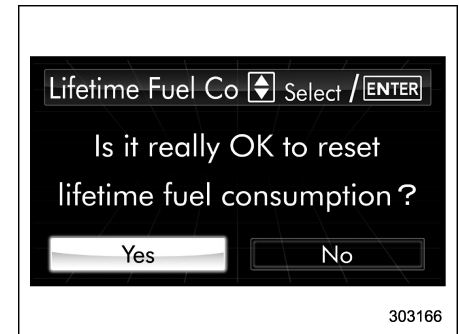 Lifetime Fuel Co Select / ENTER
Is it really OK to reset
lifetime fuel consumption ?
Yes No
303166